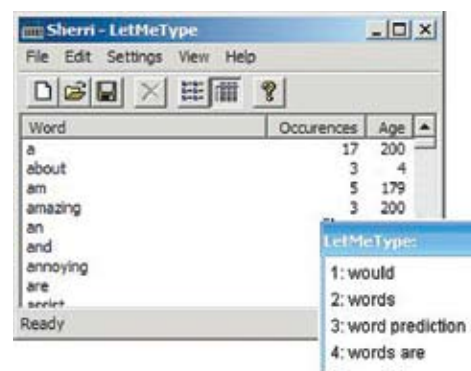 Sherri - LetMeType
File Edit Settings View Help
Word Occurences Age
a 17 200
about 3 4
am 5 179
amazing 3 200
an
and
annoying
are
Ready
LetMeType:
1: would
2: words
3: word prediction
4: words are